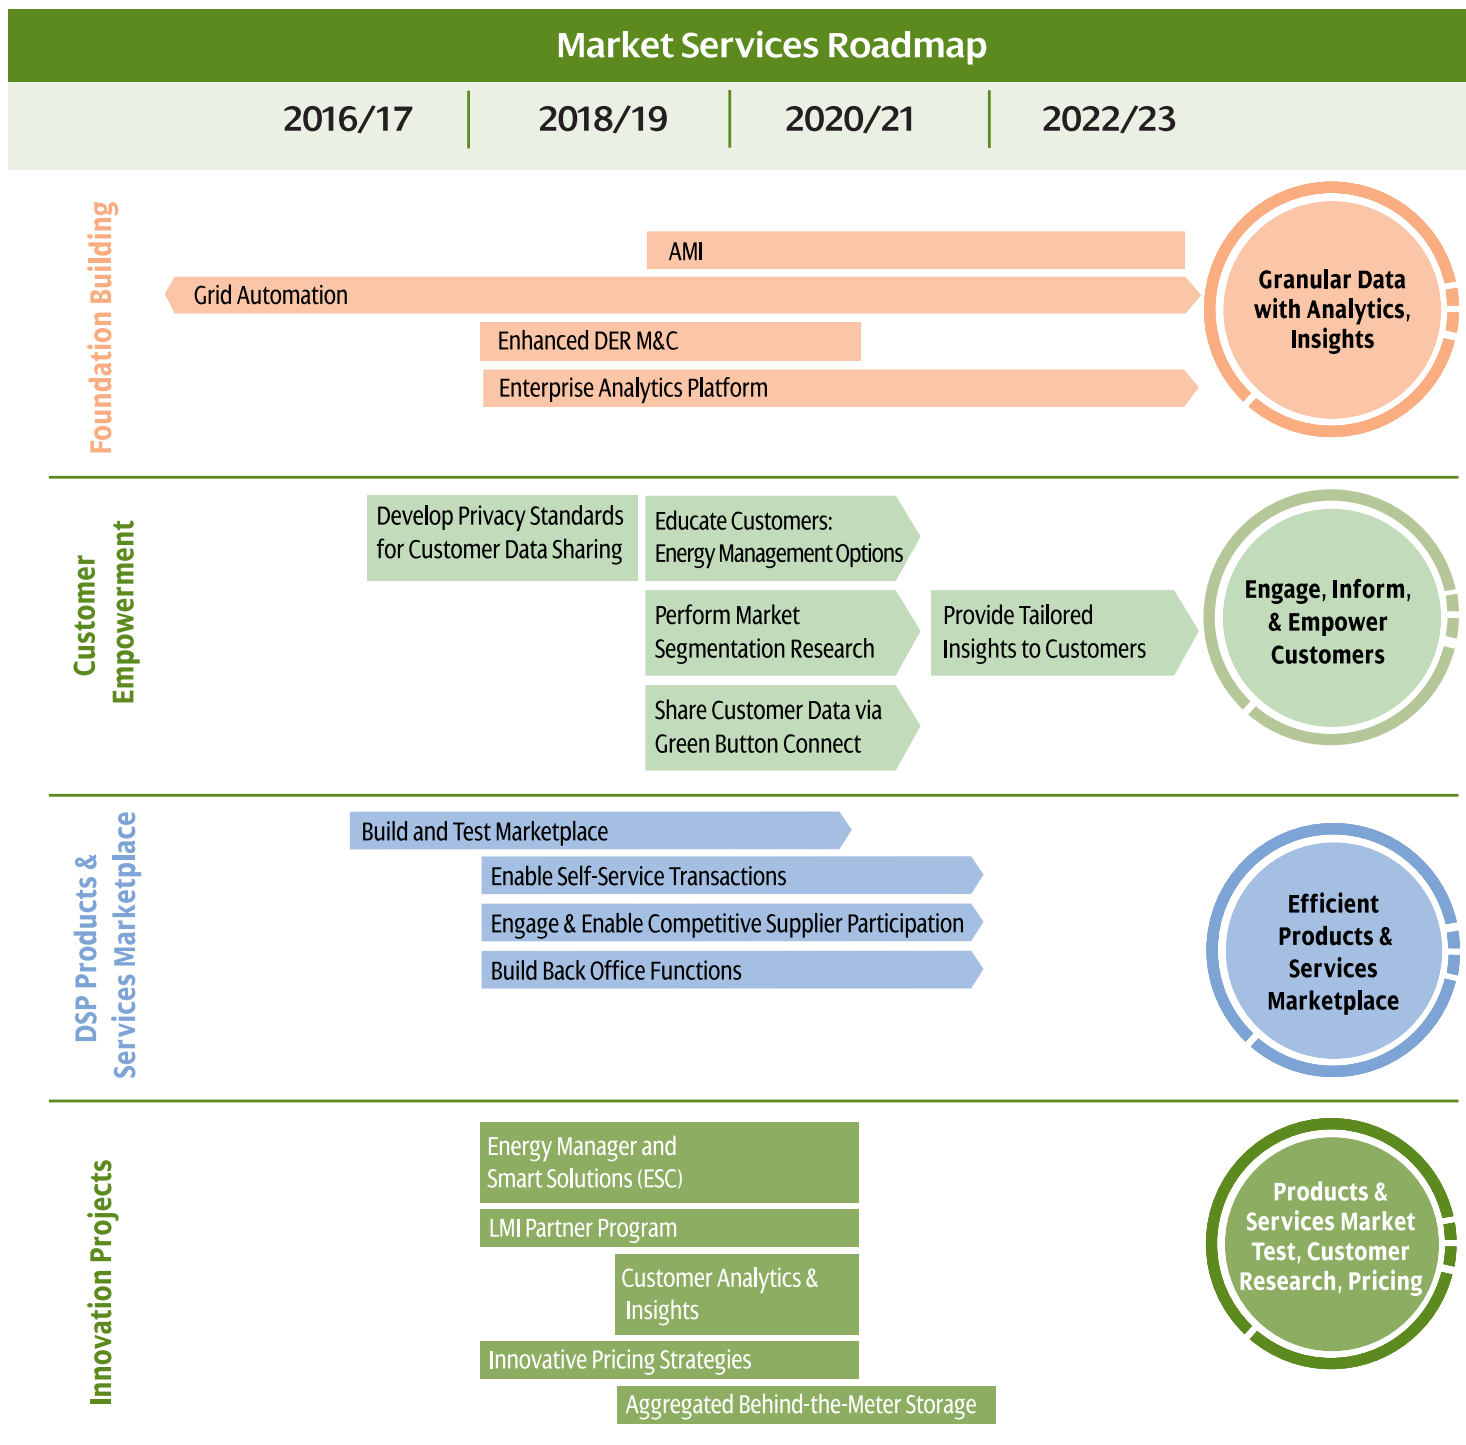 Market Services Roadmap
2016/17
2018/19
2020/21
2022/23
Foundation Building
AMI
Grid Automation
Enhanced DER M&C
Enterprise Analytics Platform
Granular Data
with Analytics,
Insights
Customer
Empowerment
Develop Privacy Standards
for Customer Data Sharing
Educate Customers:
Energy Management Options
Perform Market
Segmentation Research
Provide Tailored
Insights to Customers
Share Customer Data via
Green Button Connect
Engage, Inform,
& Empower
Customers
DSP Products &
Services Marketplace
Build and Test Marketplace
Enable Self-Service Transactions
Engage & Enable Competitive Supplier Participation
Build Back Office Functions
Efficient
Products &
Services
Marketplace
Innovation Projects
Energy Manager and
Smart Solutions (ESC)
LMI Partner Program
Customer Analytics &
Insights
Innovative Pricing Strategies
Aggregated Behind-the-Meter Storage
Products &
Services Market
Test, Customer
Research, Pricing